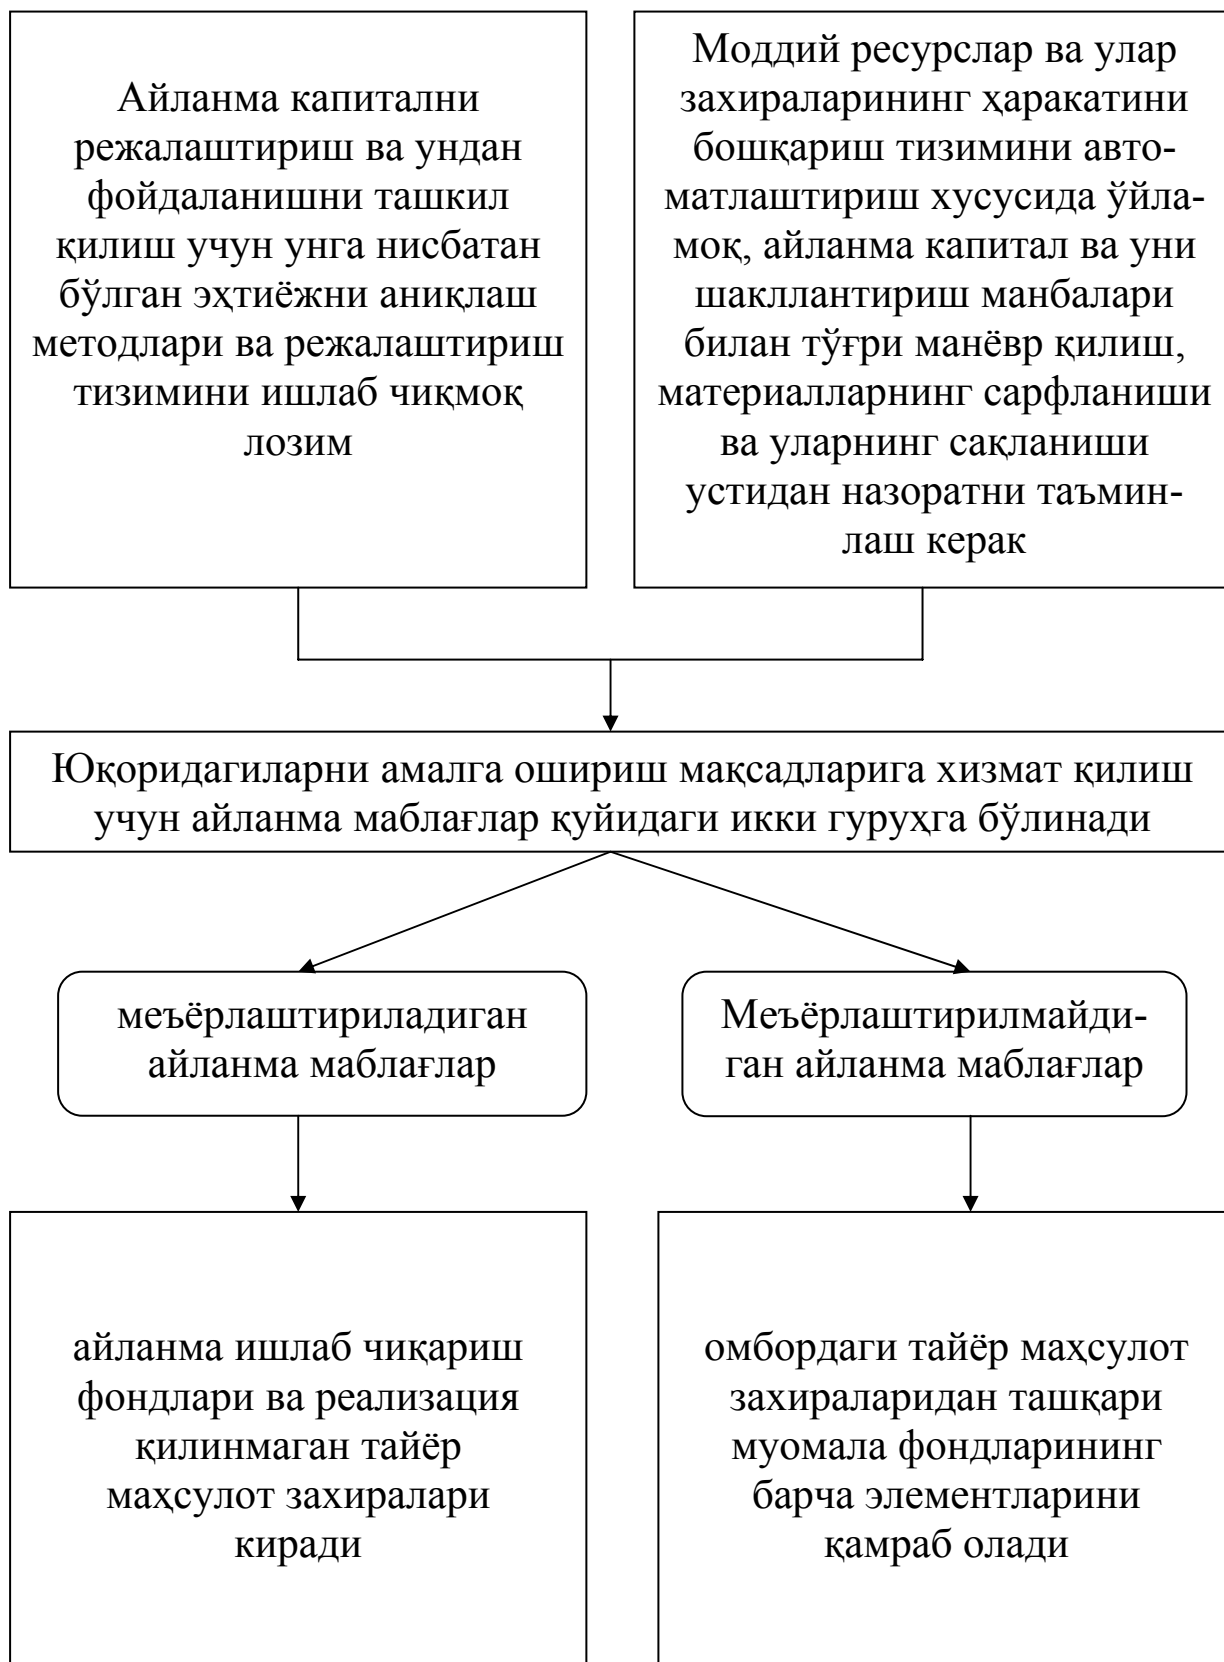 Айланма капитални
режалаштириш ва ундан
фойдаланишни ташкил
қилиш учун унга нисбатан
бўлган эҳтиёжни аниқлаш
методлари ва режалаштириш
тизимини ишлаб чиқмоқ
лозим
Моддий ресурслар ва улар
захираларининг ҳаракатини
бошқариш тизимини авто-
матлаштириш хусусида ўйла-
моқ, айланма капитал ва уни
шакллантириш манбалари
билан тўғри манёвр қилиш,
материалларнинг сарфланиши
ва уларнинг сақланиши
устидан назоратни таъмин-
лаш керак
Юқоридагиларни амалга ошириш мақсадларига хизмат қилиш
учун айланма маблағлар қуйидаги икки гуруҳга бўлинади
меъёрлаштириладиган
айланма маблағлар
Меъёрлаштирилмайди-
ган айланма маблағлар
айланма ишлаб чиқариш
фондлари ва реализация
қилинмаган тайёр
маҳсулот захиралари
киради
омбордаги тайёр маҳсулот
захираларидан ташқари
муомала фондларининг
барча элементларини
қамраб олади